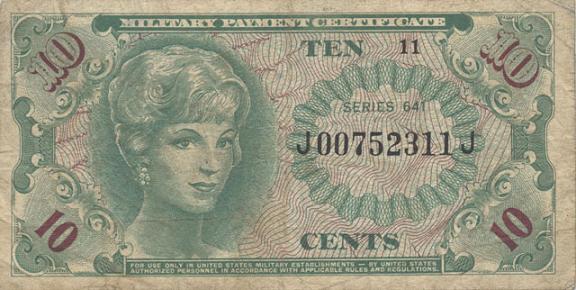 MILITARY PAYMENT CERTIFICATE
10 TEN 11 10
SERIES 641
J00752311J
10 CENTS 10
FOR USE ONLY IN UNITED STATES MILITARY ESTABLISHMENTS — BY UNITED STATES
AUTHORIZED PERSONNEL IN ACCORDANCE WITH APPLICABLE RULES AND REGULATIONS.